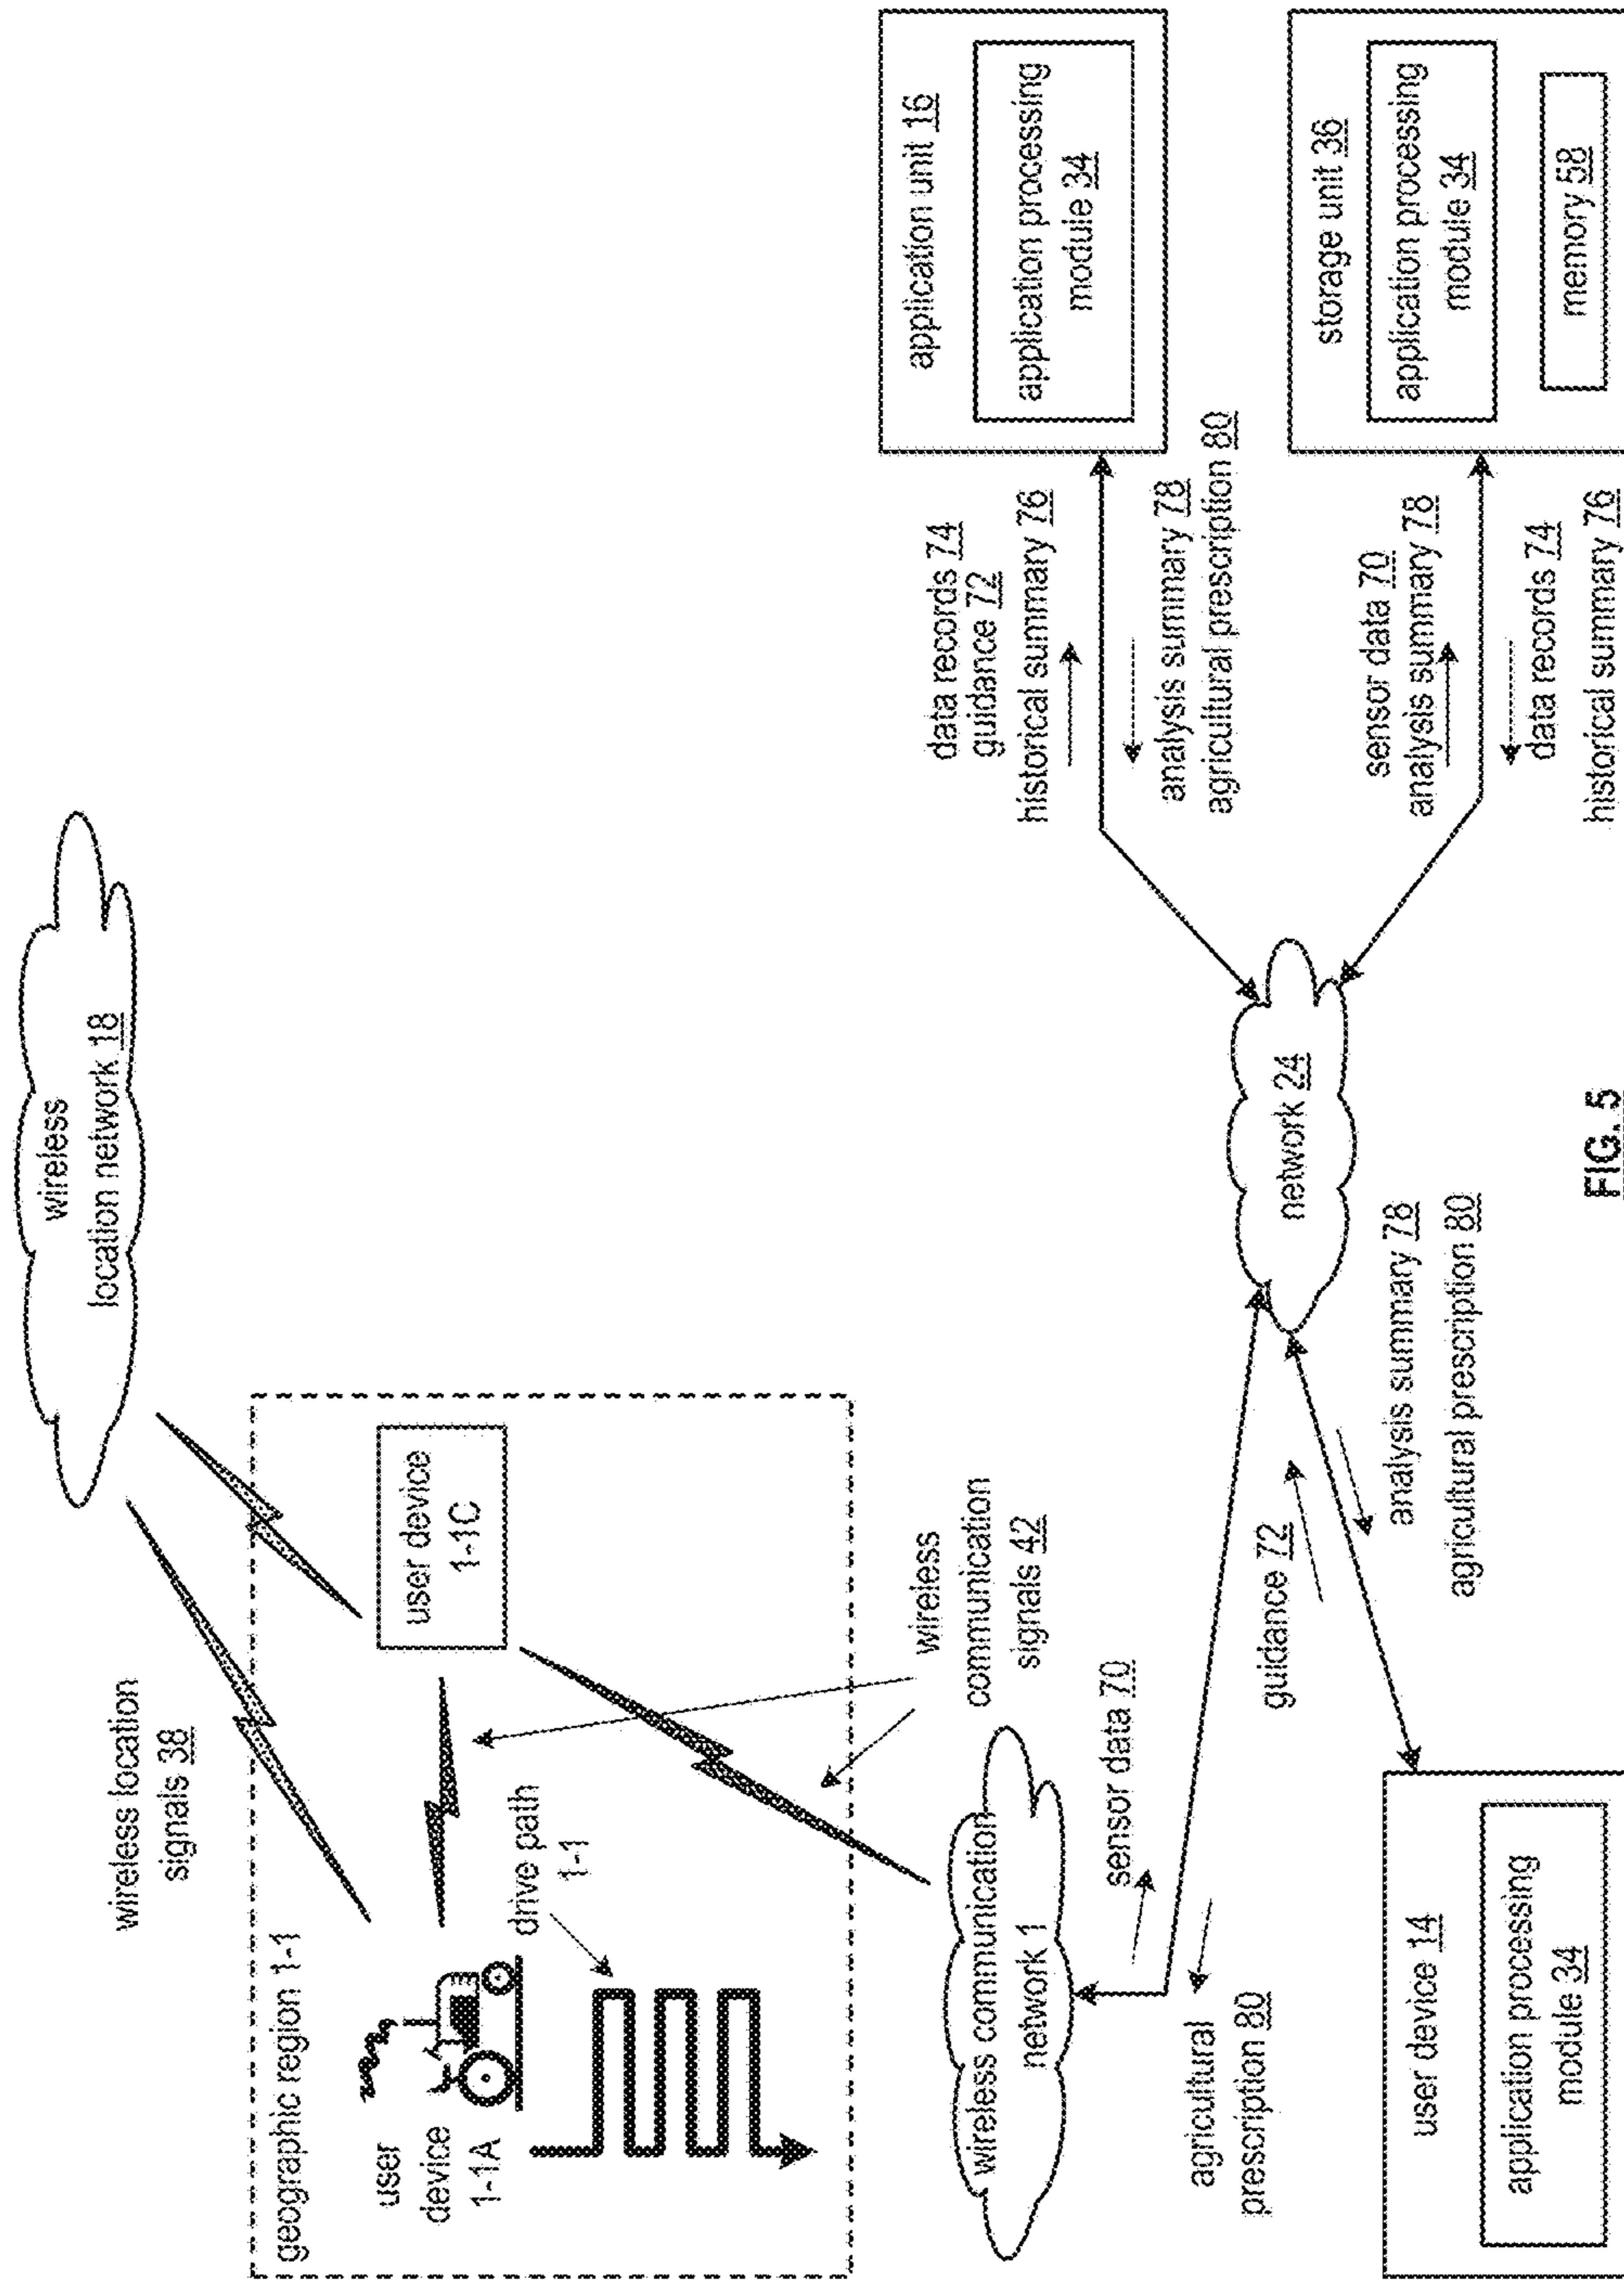 wireless
location network 18
wireless location
signals 38
geographic region 1-1
user
device
1-1A
user device
1-1C
drive path
1-1
wireless
communication
signals 42
wireless communication
network 1
sensor data 70
agricultural
prescription 80
guidance 72
analysis summary 78
agricultural prescription 80
user device 14
application processing
module 34
network 24
data records 74
guidance 72
historical summary 76
analysis summary 78
agricultural prescription 80
application unit 16
application processing
module 34
sensor data 70
analysis summary 78
data records 74
historical summary 76
storage unit 36
application processing
module 34
memory 58
FIG. 5